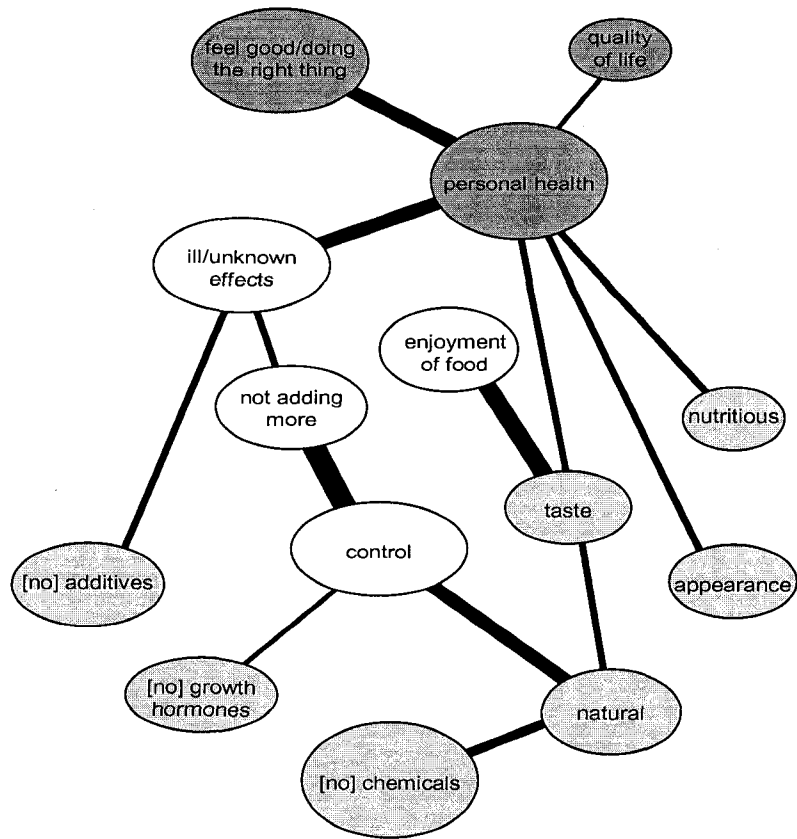 feel good/doing
the right thing
quality
of life
personal health
ill/unknown
effects
enjoyment
of food
not adding
more
nutritious
taste
control
[no] additives
appearance
[no] growth
hormones
natural
[no] chemicals